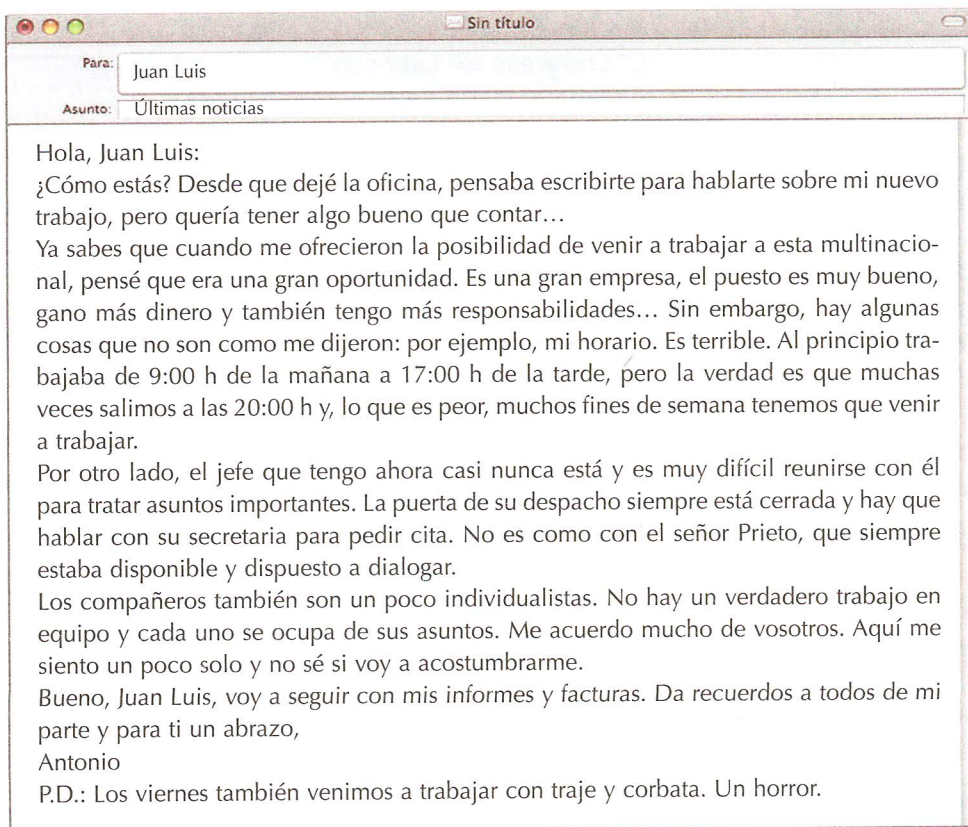 Sin título
Para: Juan Luis
Asunto: Últimas noticias
Hola, Juan Luis:
¿Cómo estás? Desde que dejé la oficina, pensaba escribirte para hablarte sobre mi nuevo
trabajo, pero quería tener algo bueno que contar...
Ya sabes que cuando me ofrecieron la posibilidad de venir a trabajar a esta multinacio-
nal, pensé que era una gran oportunidad. Es una gran empresa, el puesto es muy bueno,
gano más dinero y también tengo más responsabilidades... Sin embargo, hay algunas
cosas que no son como me dijeron: por ejemplo, mi horario. Es terrible. Al principio tra-
bajaba de 9:00 h de la mañana a 17:00 h de la tarde, pero la verdad es que muchas
veces salimos a las 20:00 h y, lo que es peor, muchos fines de semana tenemos que venir
a trabajar.
Por otro lado, el jefe que tengo ahora casi nunca está y es muy difícil reunirse con él
para tratar asuntos importantes. La puerta de su despacho siempre está cerrada y hay que
hablar con su secretaria para pedir cita. No es como con el señor Prieto, que siempre
estaba disponible y dispuesto a dialogar.
Los compañeros también son un poco individualistas. No hay un verdadero trabajo en
equipo y cada uno se ocupa de sus asuntos. Me acuerdo mucho de vosotros. Aquí me
siento un poco solo y no sé si voy a acostumbrarme.
Bueno, Juan Luis, voy a seguir con mis informes y facturas. Da recuerdos a todos de mi
parte y para ti un abrazo,
Antonio
P.D.: Los viernes también venimos a trabajar con traje y corbata. Un horror.